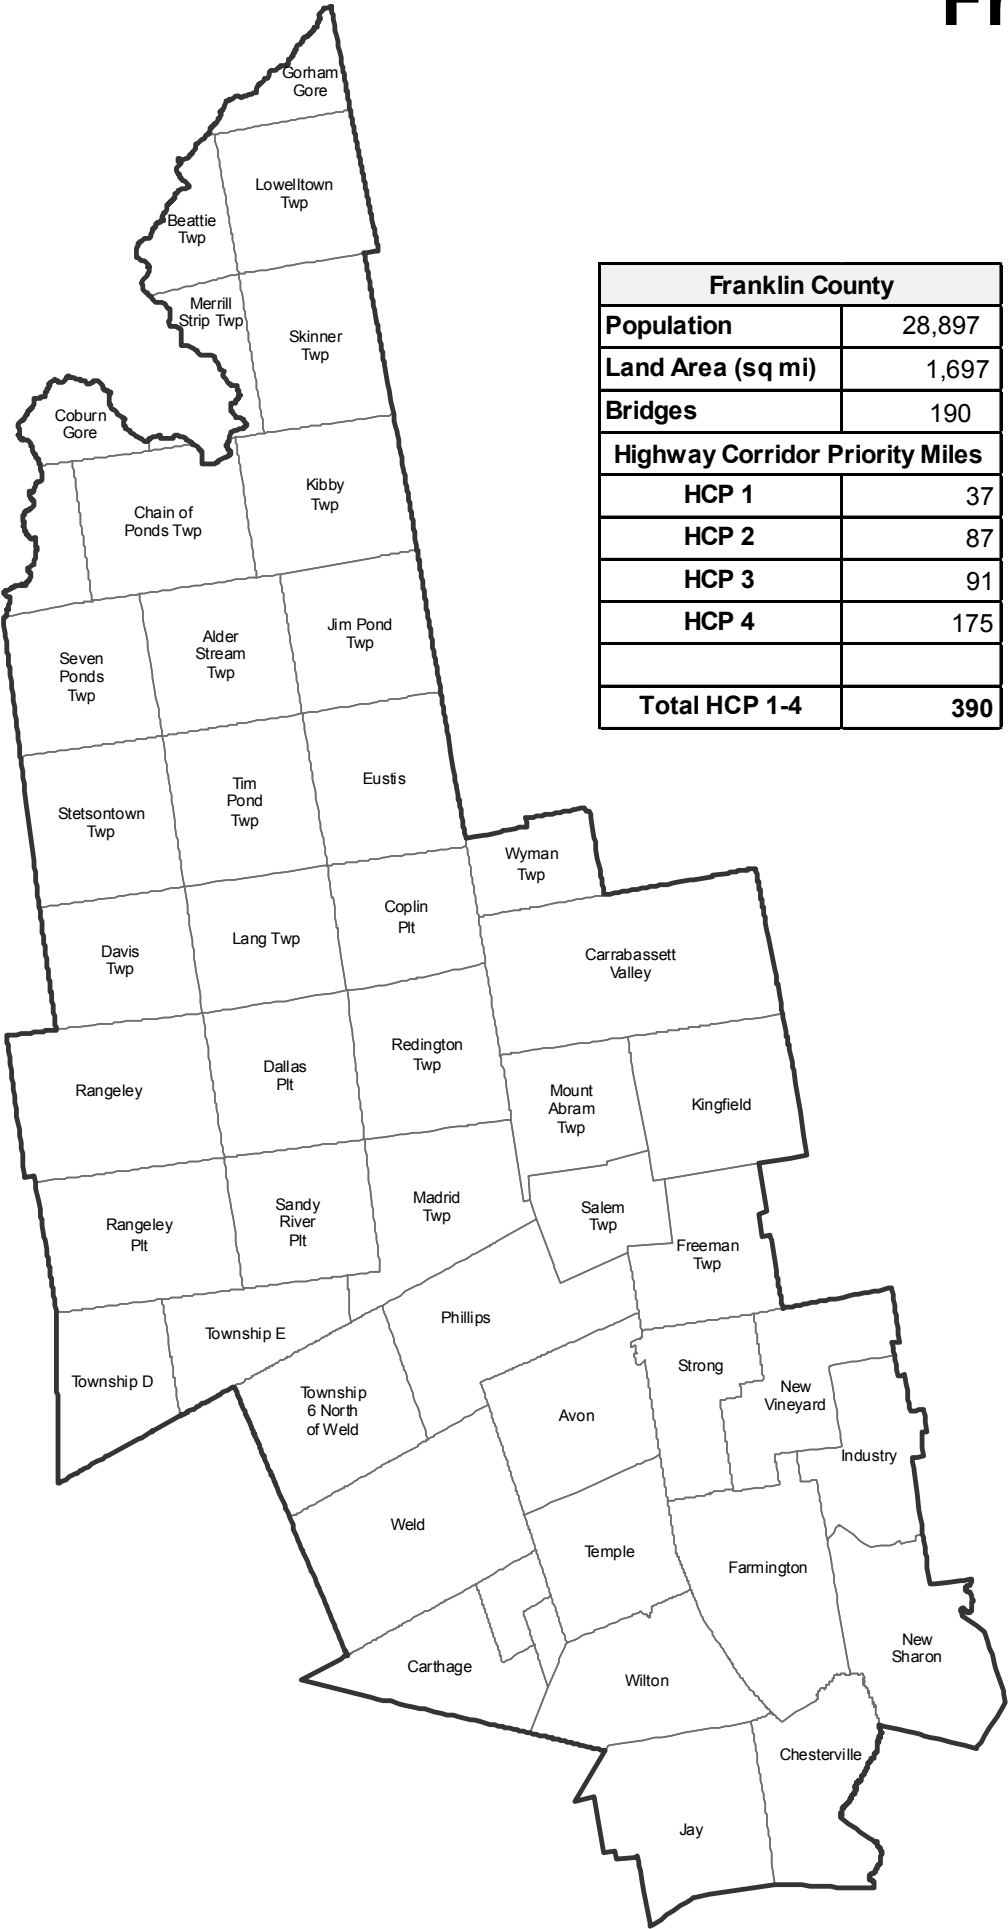 Fr
Gorham
Gore
Lowelltown
Twp
Beattie
Twp
Merrill
Strip Twp
Skinner
Twp
Franklin County
Population 28,897
Land Area (sq mi) 1,697
Bridges 190
Highway Corridor Priority Miles
HCP 1 37
HCP 2 87
HCP 3 91
HCP 4 175
Total HCP 1-4 390
Coburn
Gore
Kibby
Twp
Chain of
Ponds Twp
Jim Pond
Twp
Alder
Stream
Twp
Seven
Ponds
Twp
Eustis
Tim
Pond
Twp
Stetsontown
Twp
Wyman
Twp
Coplin
Plt
Lang Twp
Davis
Twp
Carrabassett
Valley
Redington
Twp
Dallas
Plt
Rangeley
Mount
Abram
Twp
Kingfield
Madrid
Twp
Sandy
River
Plt
Rangeley
Plt
Salem
Twp
Freeman
Twp
Phillips
Township E
Township D
Strong
New
Vineyard
Township
6 North
of Weld
Avon
Industry
Weld
Temple
Farmington
New
Sharon
Carthage
Wilton
Chesterville
Jay